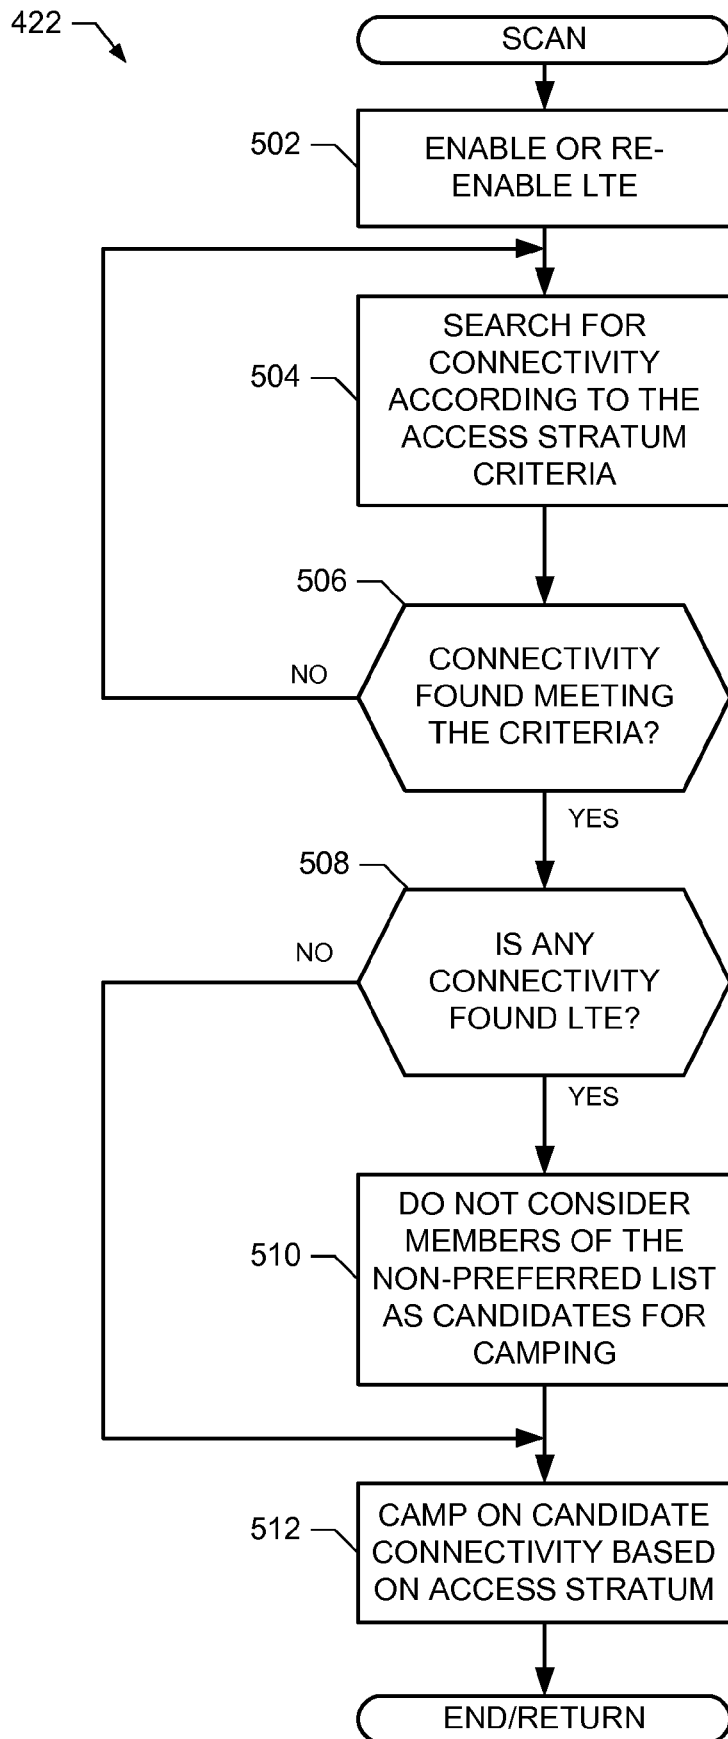 422
SCAN
502
ENABLE OR RE-
ENABLE LTE
504
SEARCH FOR
CONNECTIVITY
ACCORDING TO THE
ACCESS STRATUM
CRITERIA
506
CONNECTIVITY
FOUND MEETING
THE CRITERIA?
NO
YES
508
IS ANY
CONNECTIVITY
FOUND LTE?
NO
YES
510
DO NOT CONSIDER
MEMBERS OF THE
NON-PREFERRED LIST
AS CANDIDATES FOR
CAMPING
512
CAMP ON CANDIDATE
CONNECTIVITY BASED
ON ACCESS STRATUM
END/RETURN